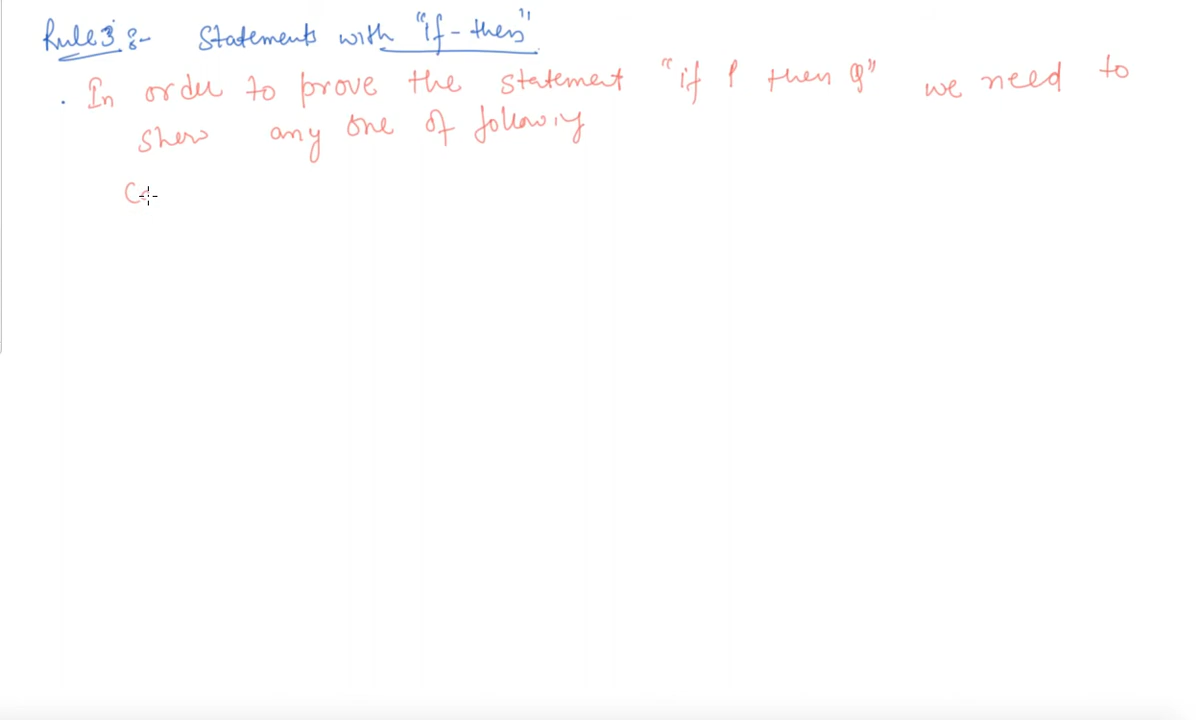 Rule 3 :- Statements with "if - then"
. In order to prove the statement "if p then q" we need to
show any one of following
(